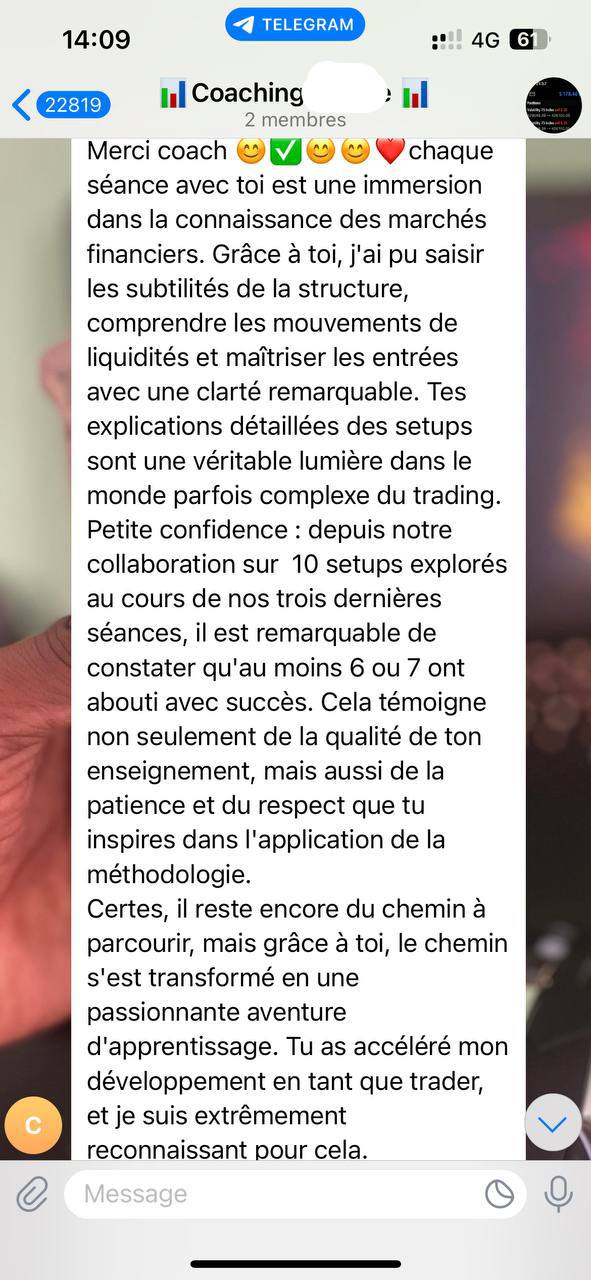 14:09
TELEGRAM
4G
61
22819
📊Coaching e 📊
2 membres
Merci coach 😊✅😊😊❤️chaque
séance avec toi est une immersion
dans la connaissance des marchés
financiers. Grâce à toi, j'ai pu saisir
les subtilités de la structure,
comprendre les mouvements de
liquidités et maîtriser les entrées
avec une clarté remarquable. Tes
explications détaillées des setups
sont une véritable lumière dans le
monde parfois complexe du trading.
Petite confidence : depuis notre
collaboration sur  10 setups explorés
au cours de nos trois dernières
séances, il est remarquable de
constater qu'au moins 6 ou 7 ont
abouti avec succès. Cela témoigne
non seulement de la qualité de ton
enseignement, mais aussi de la
patience et du respect que tu
inspires dans l'application de la
méthodologie.
Certes, il reste encore du chemin à
parcourir, mais grâce à toi, le chemin
s'est transformé en une
passionnante aventure
d'apprentissage. Tu as accéléré mon
développement en tant que trader,
et je suis extrêmement
reconnaissant pour cela.
C
Message